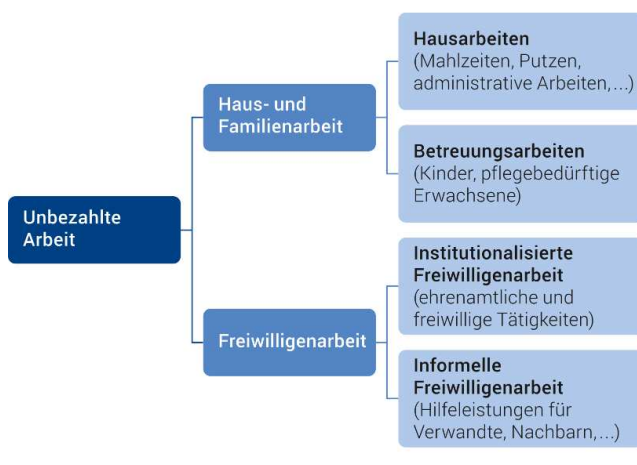 Unbezahlte
Arbeit
Haus- und
Familienarbeit
Hausarbeiten
(Mahlzeiten, Putzen,
administrative Arbeiten,...)
Betreuungsarbeiten
(Kinder, pflegebedürftige
Erwachsene)
Freiwilligenarbeit
Institutionalisierte
Freiwilligenarbeit
(ehrenamtliche und
freiwillige Tätigkeiten)
Informelle
Freiwilligenarbeit
(Hilfeleistungen für
Verwandte, Nachbarn,...)